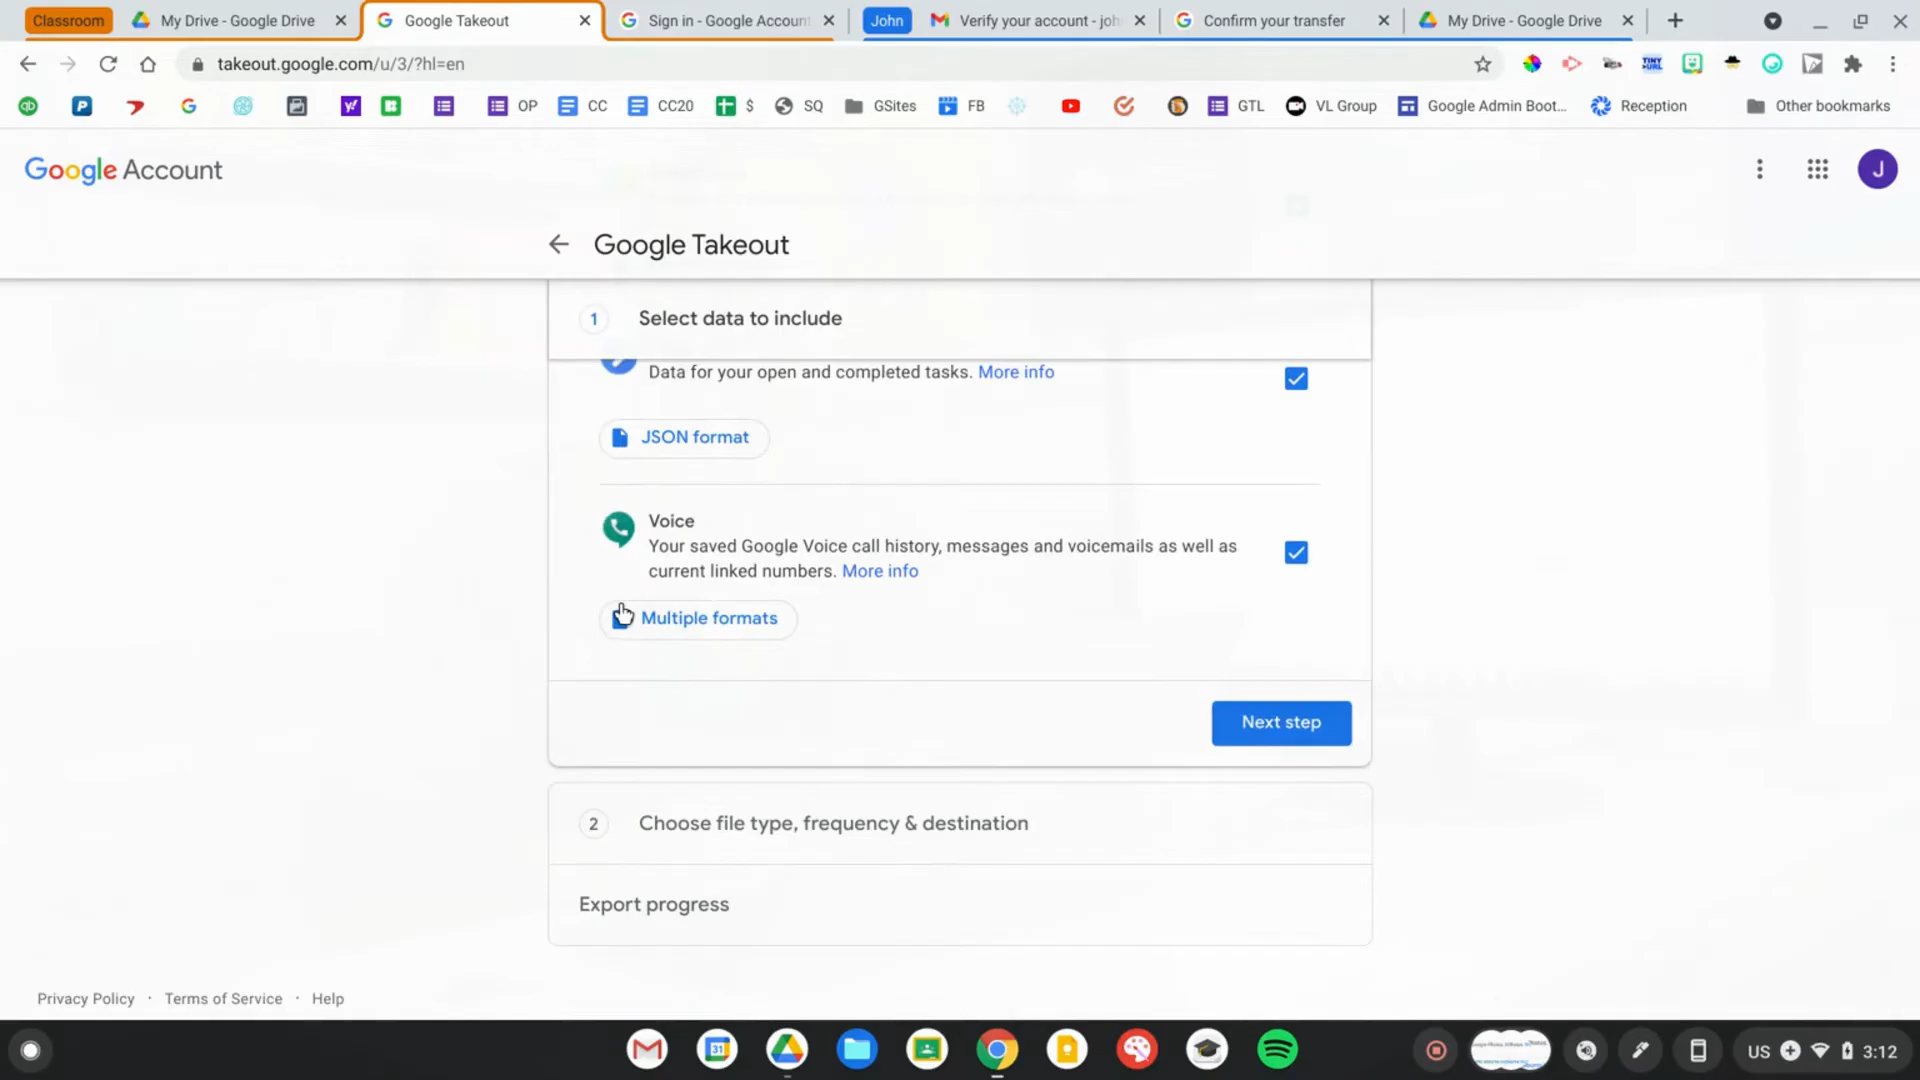 Classroom
My Drive - Google Drive
Google Takeout
Sign in - Google Accoun
John
Verify your account - joh
Confirm your transfer
My Drive - Google Drive
takeout.google.com/u/3/?hl=en
TINY
URL
OP
CC
CC20
$
SQ
GSites
FB
GTL
VL Group
Google Admin Boot...
Reception
Other bookmarks
Google Account
J
Google Takeout
1 Select data to include
Data for your open and completed tasks. More info
JSON format
Voice
Your saved Google Voice call history, messages and voicemails as well as
current linked numbers. More info
Multiple formats
Next step
2 Choose file type, frequency & destination
Export progress
Privacy Policy · Terms of Service · Help
31
US
3:12